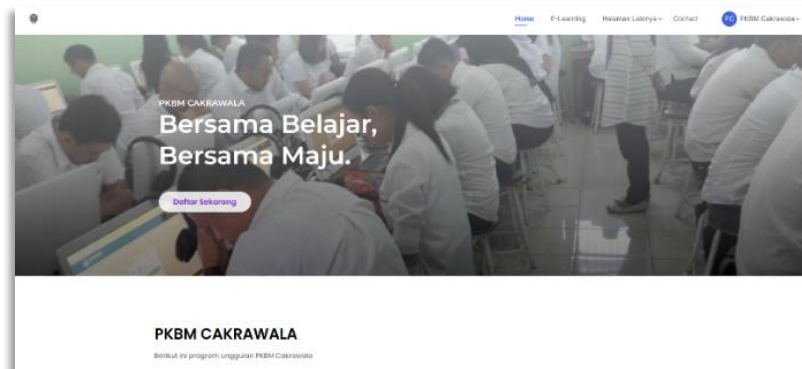 Home E-Learning Halaman Lainnya Contact PC PKBM Cakrawala
PKBM CAKRAWALA
Bersama Belajar,
Bersama Maju.
Daftar Sekarang
PKBM CAKRAWALA
Berikut ini program unggulan PKBM Cakrawala